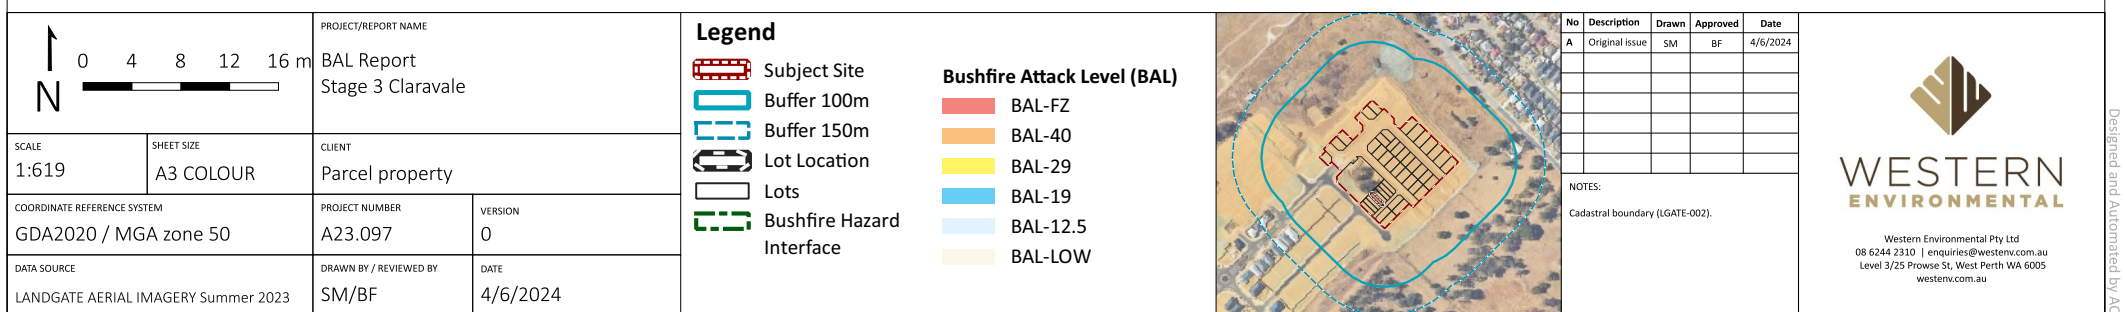 0 4 8 12 16 m
N
PROJECT/REPORT NAME
BAL Report
Stage 3 Claravale
SCALE
1:619
SHEET SIZE
A3 COLOUR
CLIENT
Parcel property
COORDINATE REFERENCE SYSTEM
GDA2020 / MGA zone 50
PROJECT NUMBER
A23.097
VERSION
0
DATA SOURCE
LANDGATE AERIAL IMAGERY Summer 2023
DRAWN BY / REVIEWED BY
SM/BF
DATE
4/6/2024
Legend
Subject Site
Buffer 100m
Buffer 150m
Lot Location
Lots
Bushfire Hazard
Interface
Bushfire Attack Level (BAL)
BAL-FZ
BAL-40
BAL-29
BAL-19
BAL-12.5
BAL-LOW
No Description Drawn Approved Date
A Original issue SM BF 4/6/2024
NOTES:
Cadastral boundary (LGATE-002).
WESTERN
ENVIRONMENTAL
Western Environmental Pty Ltd
08 6244 2310 | enquiries@westenv.com.au
Level 3/25 Prowse St, West Perth WA 6005
westenv.com.au
Designed and Automated by